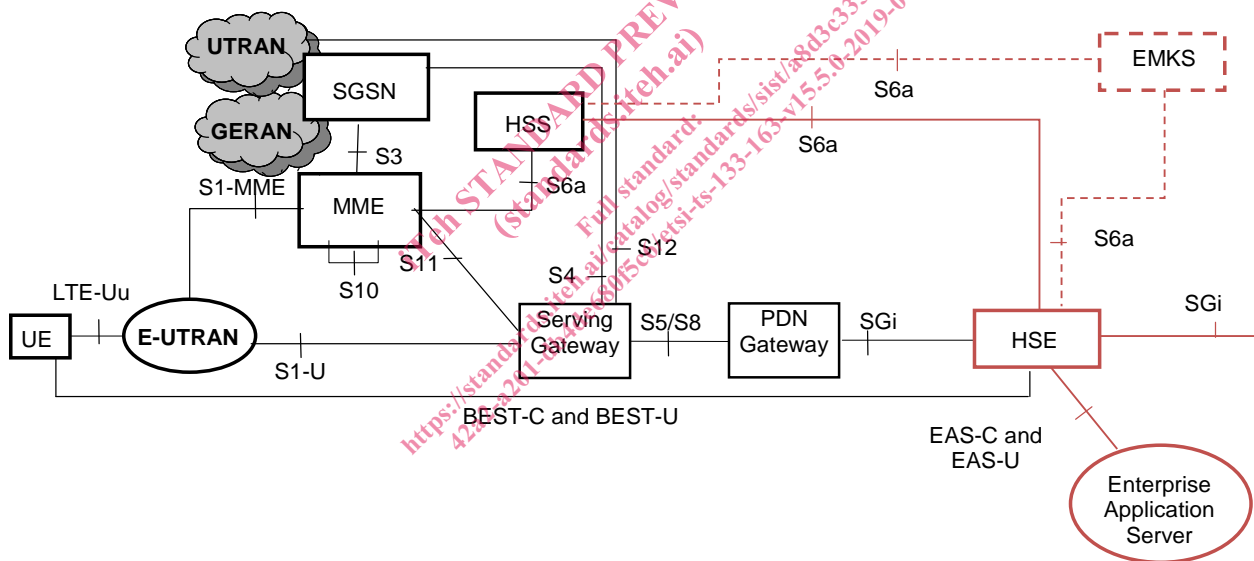 UTRAN
SGSN
GERAN
HSS
EMKS
S6a
S6a
S3
S6a
S1-MME
MME
S10
S11
S12
S4
S6a
LTE-Uu
UE
E-UTRAN
S1-U
Serving
Gateway
S5/S8
PDN
Gateway
SGi
HSE
SGi
BEST-C and BEST-U
EAS-C and
EAS-U
Enterprise
Application
Server
iTeh STANDARD PREV
(standards.iteh.ai)
Full standard: